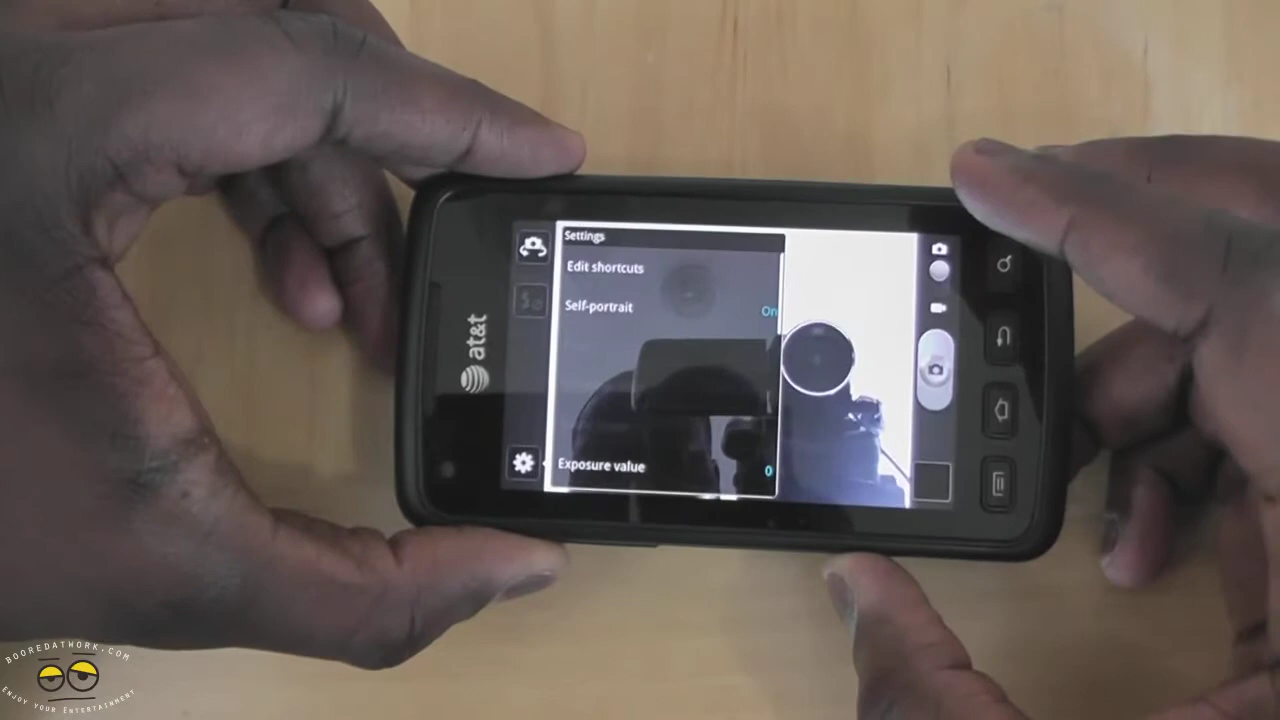 at&t
Settings
Edit shortcuts
Self-portrait
On
Exposure value
0
BOOREDATWORK.COM
ENJOY YOUR ENTERTAINMENT